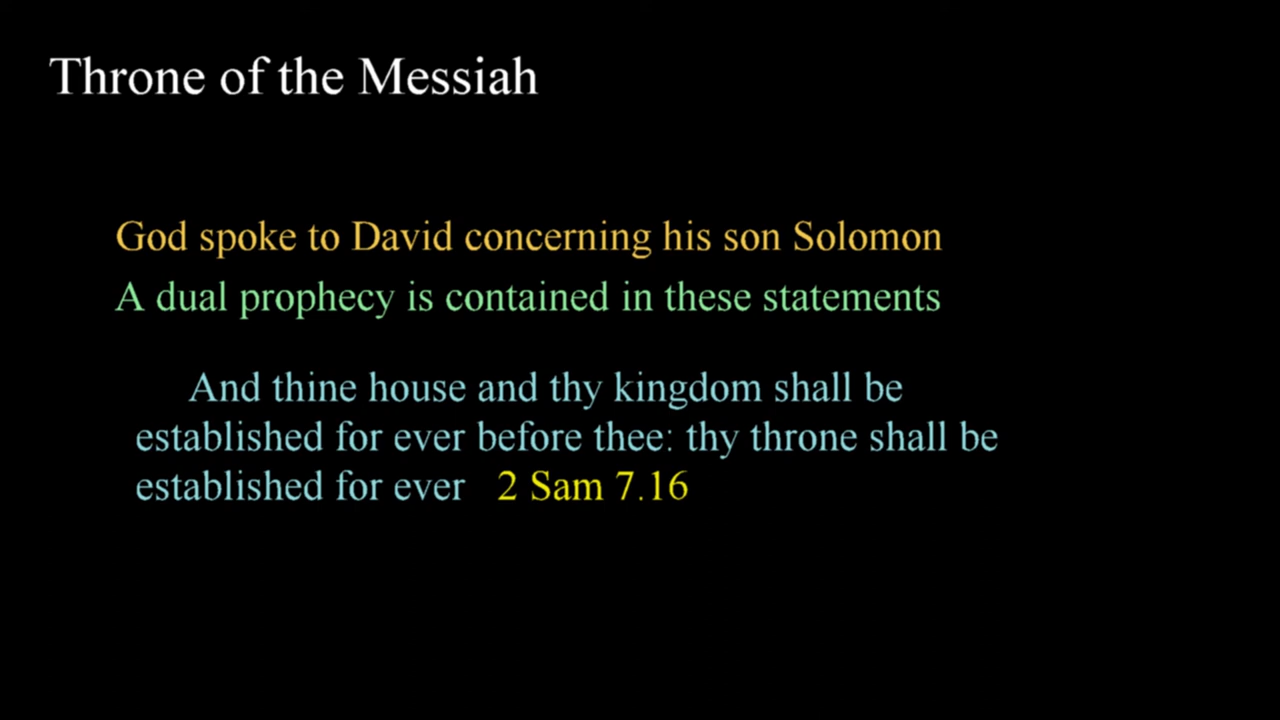 Throne of the Messiah
God spoke to David concerning his son Solomon
A dual prophecy is contained in these statements
And thine house and thy kingdom shall be
established for ever before thee: thy throne shall be
established for ever 2 Sam 7.16